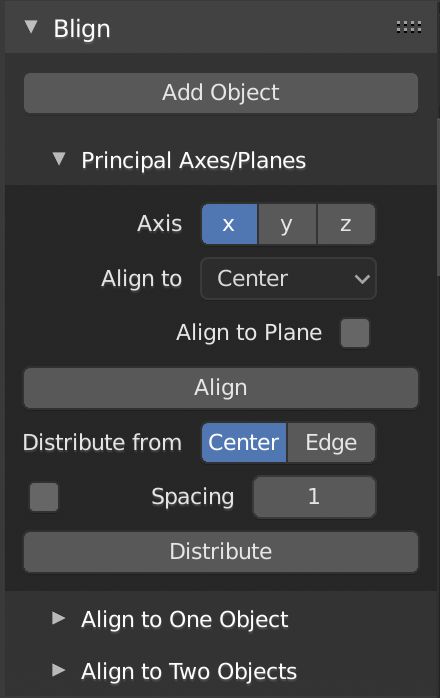 Blign
Add Object
Principal Axes/Planes
Axis x y z
Align to Center
Align to Plane
Align
Distribute from Center Edge
Spacing 1
Distribute
Align to One Object
Align to Two Objects